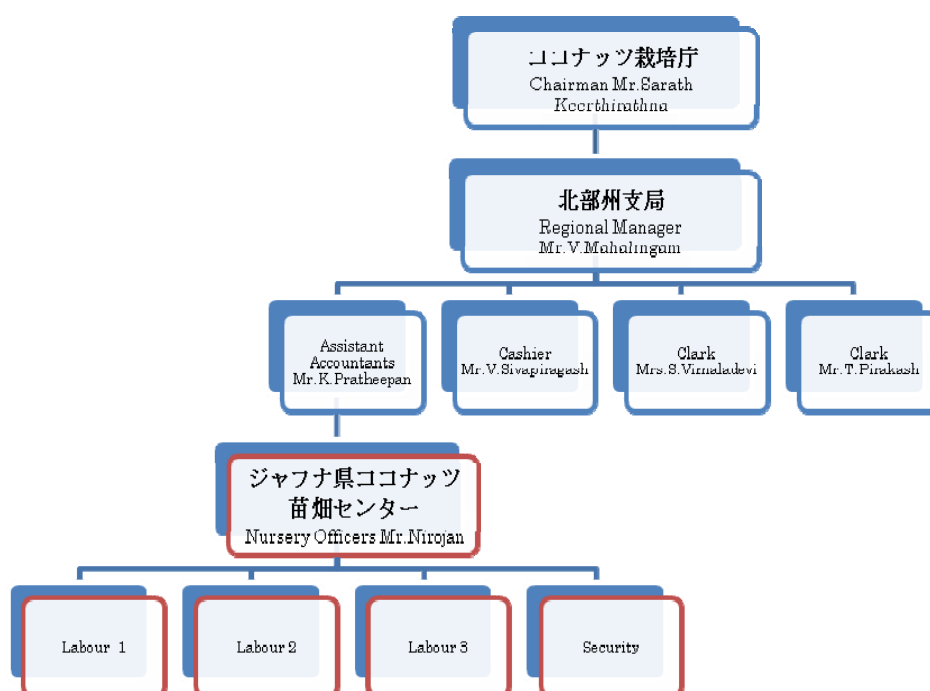 ココナッツ栽培庁
Chairman Mr.Sarath
Keerthirathna
北部州支局
Regional Manager
Mr.V.Mahalingam
Assistant
Accountants
Mr.K.Pratheepan
Cashier
Mr.V.Sivapiragash
Clark
Mrs.S.Virmaladevi
Clark
Mr.T.Pirakash
ジャフナ県ココナッツ
苗畑センター
Nursery Officers Mr.Nirojan
Labour 1
Labour 2
Labour 3
Security